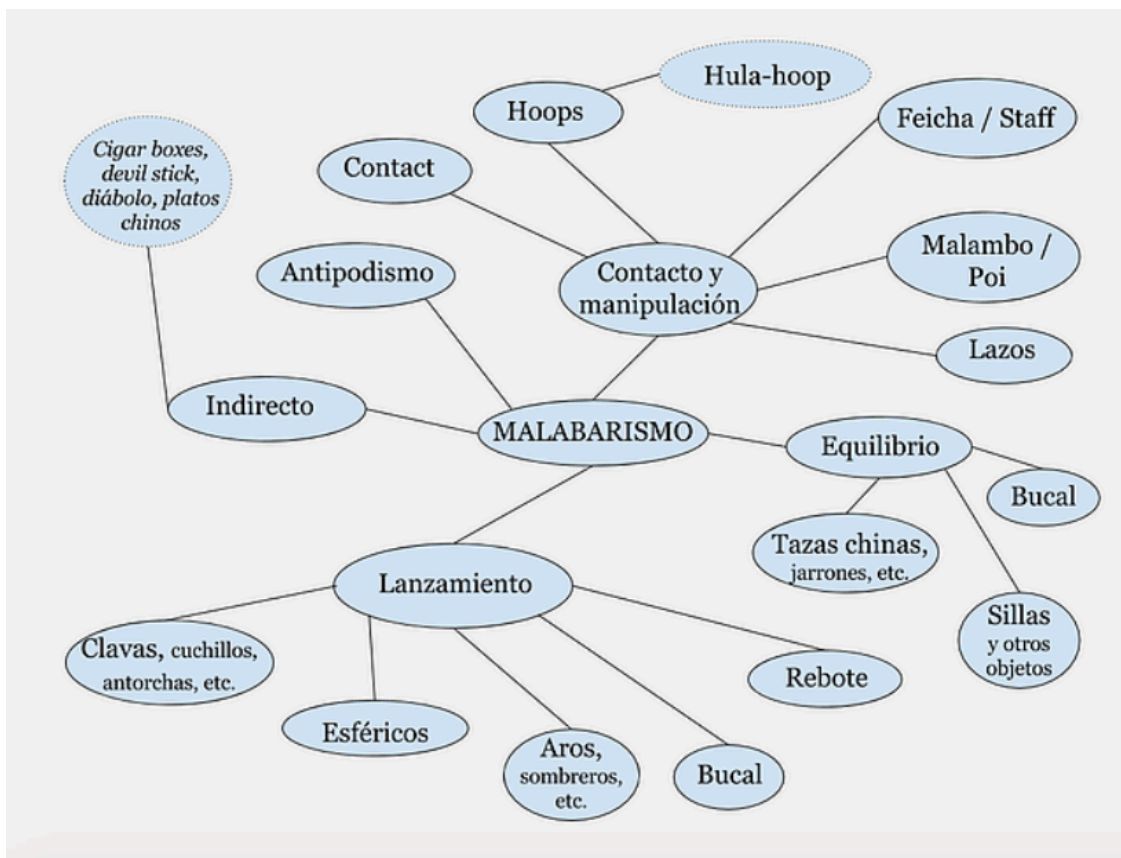 Hula-hoop
Hoops
Feicha / Staff
Cigar boxes,
devil stick,
diábolo, platos
chinos
Contact
Malambo /
Poi
Antipodismo
Contacto y
manipulación
Lazos
Indirecto
MALABARISMO
Equilibrio
Bucal
Tazas chinas,
jarrones, etc.
Lanzamiento
Sillas
y otros
objetos
Clavas, cuchillos,
antorchas, etc.
Rebote
Esféricos
Aros,
sombreros,
etc.
Bucal